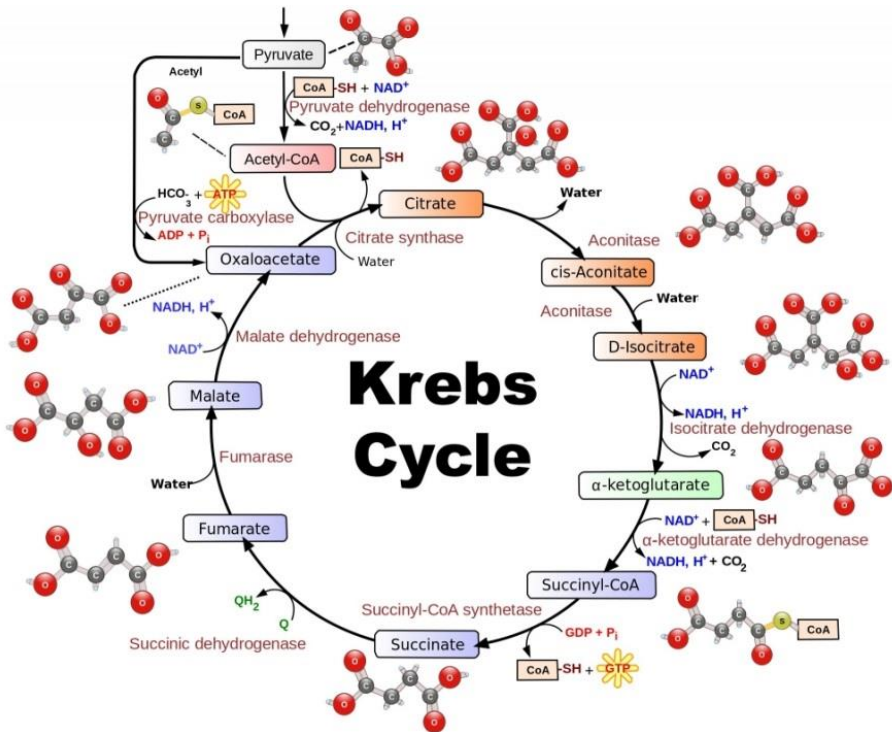 Pyruvate
Acetyl
CoA -SH + NAD⁺
Pyruvate dehydrogenase
CO₂+NADH, H⁺
S CoA
Acetyl-CoA
CoA -SH
HCO₃⁻ + ATP
Pyruvate carboxylase
ADP + Pᵢ
Citrate
Water
Citrate synthase
Water
Oxaloacetate
Aconitase
cis-Aconitate
Aconitase
Water
D-Isocitrate
NADH, H⁺
Malate dehydrogenase
NAD⁺
NAD⁺
NADH, H⁺
Isocitrate dehydrogenase
CO₂
Krebs
Cycle
Malate
Fumarase
Water
α-ketoglutarate
NAD⁺ + CoA -SH
α-ketoglutarate dehydrogenase
NADH, H⁺ + CO₂
Fumarate
Succinyl-CoA
QH₂
Q
Succinyl-CoA synthetase
Succinic dehydrogenase
Succinate
GDP + Pᵢ
CoA -SH + GTP
S CoA